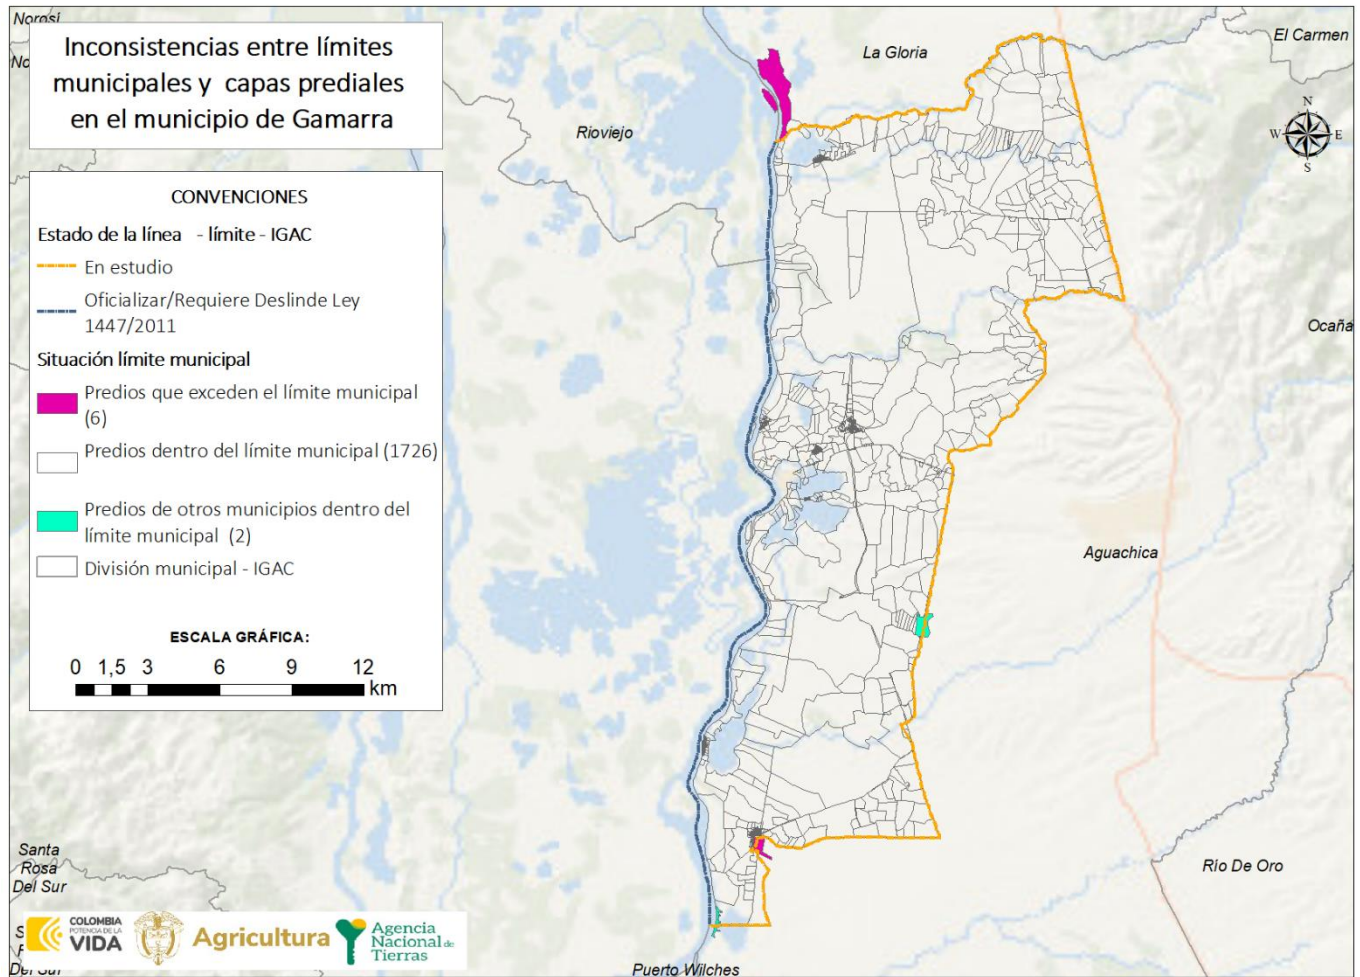 Inconsistencias entre límites
municipales y capas prediales
en el municipio de Gamarra
CONVENCIONES
Estado de la línea - límite - IGAC
En estudio
Oficializar/Requiere Deslinde Ley
1447/2011
Situación límite municipal
Predios que exceden el límite municipal
(6)
Predios dentro del límite municipal (1726)
Predios de otros municipios dentro del
límite municipal (2)
División municipal - IGAC
ESCALA GRÁFICA:
0 1,5 3 6 9 12
km
Norosi
La Gloria
El Carmen
N
W E
S
Rioviejo
Ocaña
Aguachica
Santa
Rosa
Del Sur
Río De Oro
Del Sur
Puerto Wilches
COLOMBIA
POTENCIA DE LA
VIDA
Agricultura
Agencia
Nacional de
Tierras